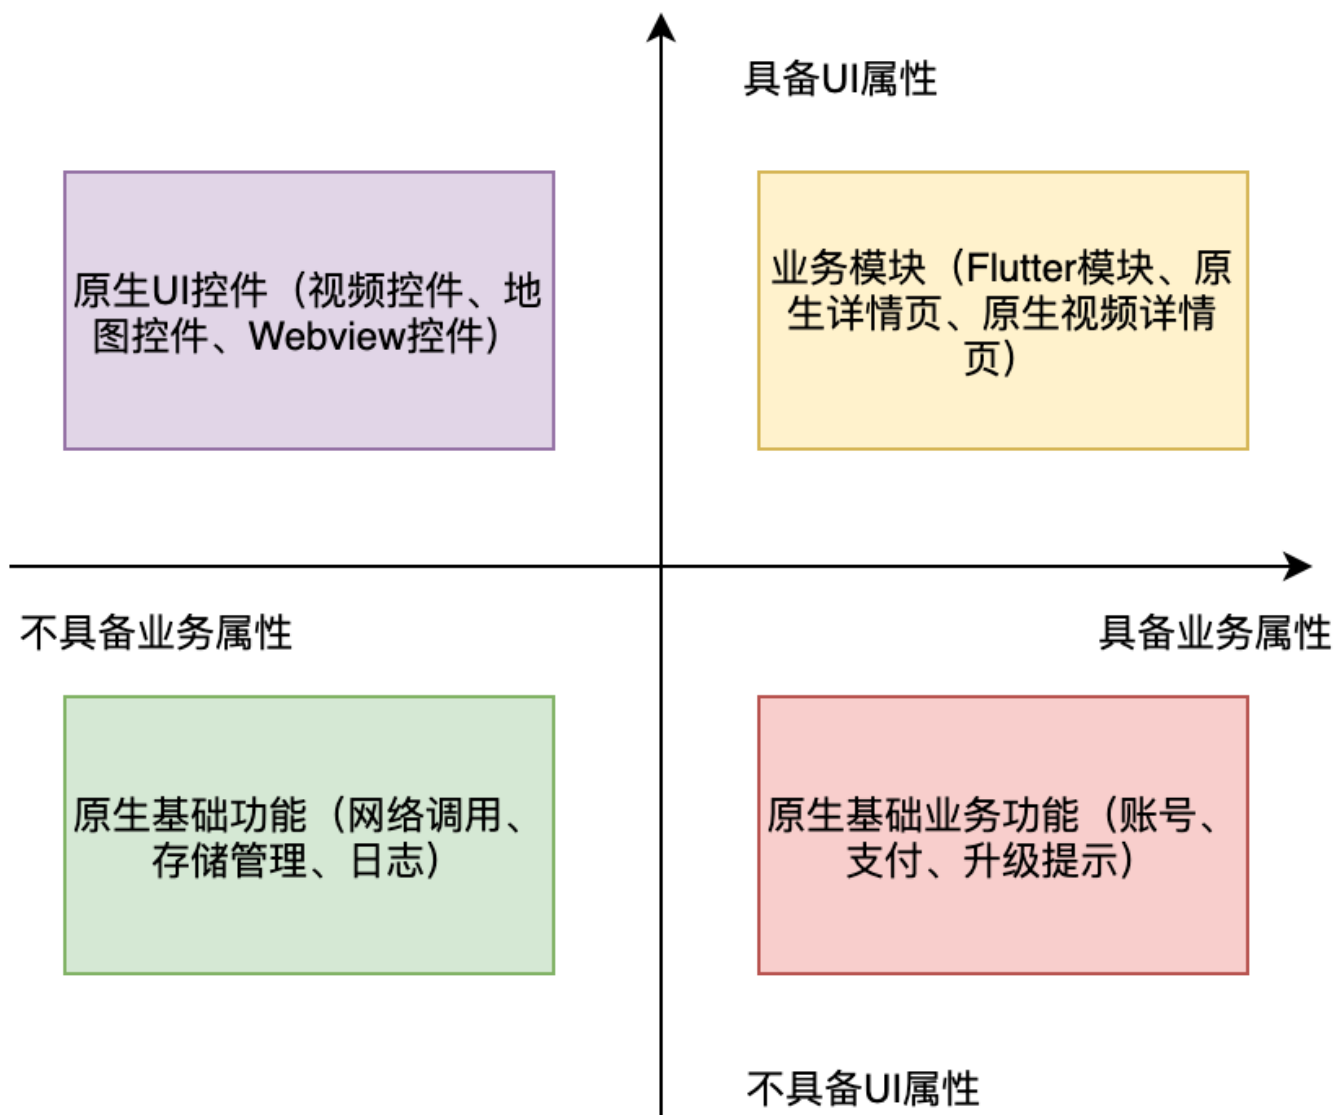 具备UI属性
原生UI控件（视频控件、地
图控件、Webview控件）
业务模块（Flutter模块、原
生详情页、原生视频详情
页）
不具备业务属性
具备业务属性
原生基础功能（网络调用、
存储管理、日志）
原生基础业务功能（账号、
支付、升级提示）
不具备UI属性